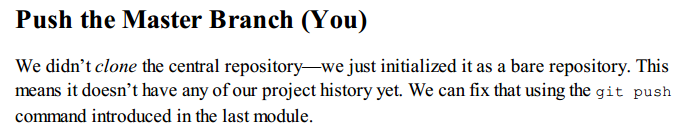 Push the Master Branch (You)
We didn’t clone the central repository—we just initialized it as a bare repository. This
means it doesn’t have any of our project history yet. We can fix that using the git push
command introduced in the last module.